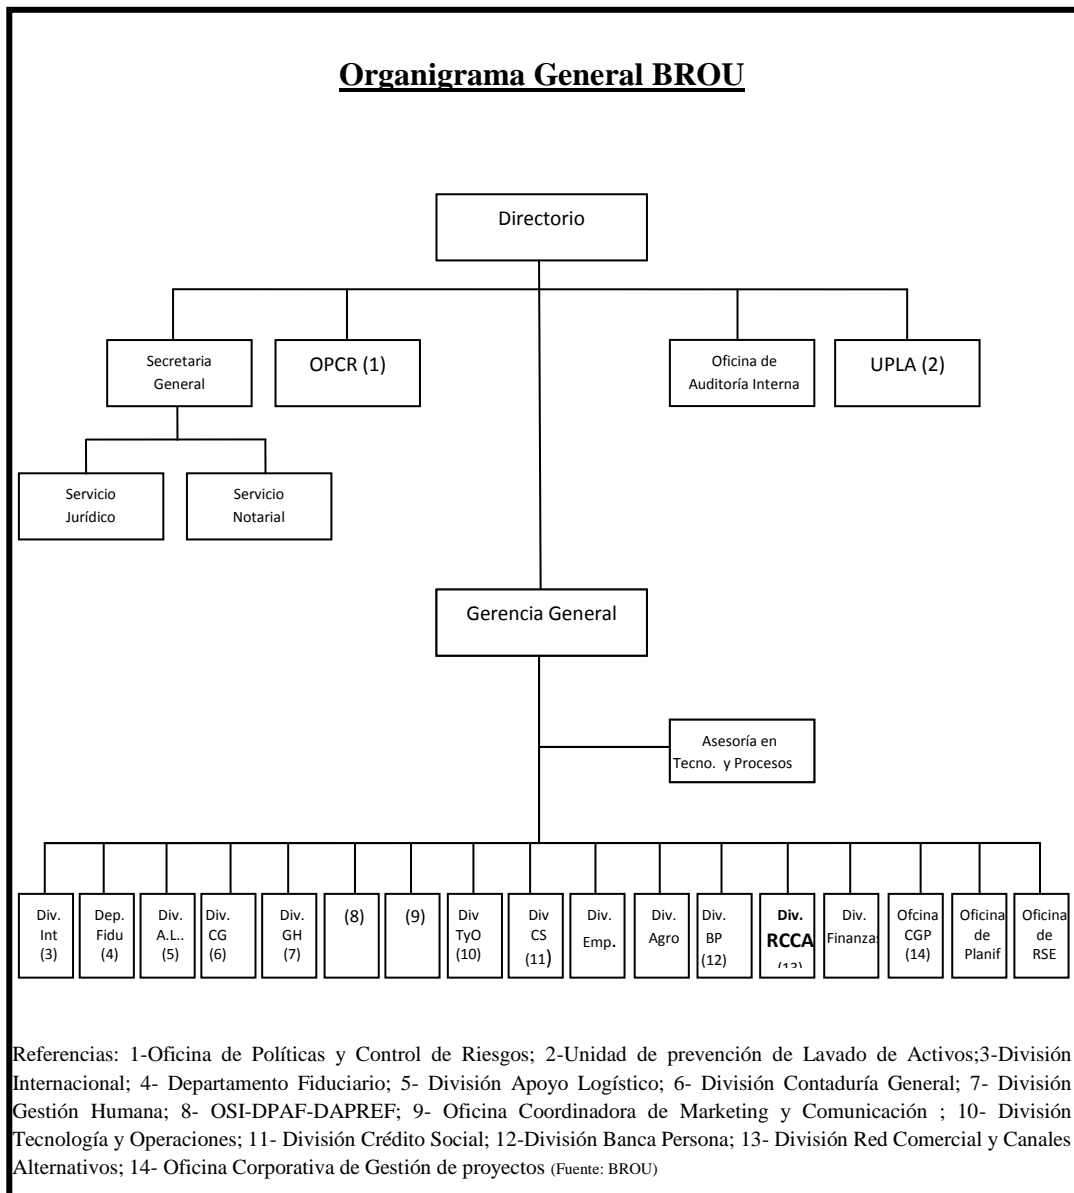 Organigrama General BROU
Directorio
Secretaria
General
OPCR (1)
Oficina de
Auditoría Interna
UPLA (2)
Servicio
Jurídico
Servicio
Notarial
Gerencia General
Asesoría en
Tecno. y Procesos
Div.
Int
(3)
Dep.
Fidu
(4)
Div.
A.L..
(5)
Div.
CG
(6)
Div.
GH
(7)
(8)
(9)
Div
TyO
(10)
Div
CS
(11)
Div.
Emp.
Div.
Agro
Div.
BP
(12)
Div.
RCCA
(13)
Div.
Finanzas
Ofcina
CGP
(14)
Oficina
de
Planif
Oficina
de
RSE
Referencias: 1-Oficina de Políticas y Control de Riesgos; 2-Unidad de prevención de Lavado de Activos;3-División
Internacional; 4- Departamento Fiduciario; 5- División Apoyo Logístico; 6- División Contaduría General; 7- División
Gestión Humana; 8- OSI-DPAF-DAPREF; 9- Oficina Coordinadora de Marketing y Comunicación ; 10- División
Tecnología y Operaciones; 11- División Crédito Social; 12-División Banca Persona; 13- División Red Comercial y Canales
Alternativos; 14- Oficina Corporativa de Gestión de proyectos (Fuente: BROU)